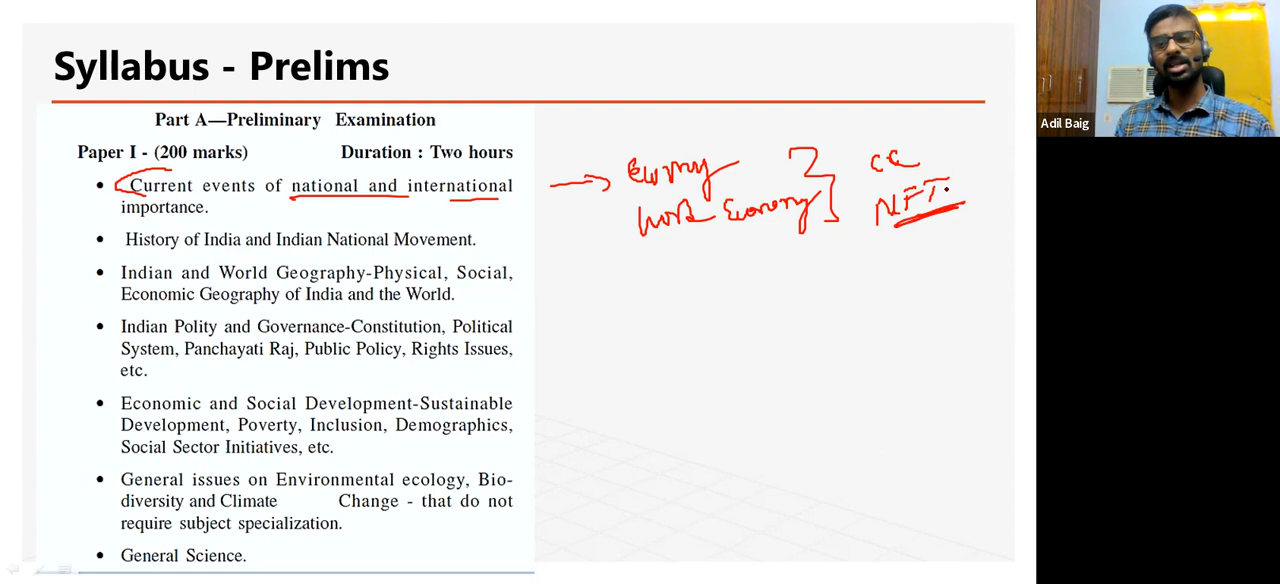 Syllabus - Prelims
Part A—Preliminary Examination
Paper I - (200 marks) Duration : Two hours
• Current events of national and international
importance.
• History of India and Indian National Movement.
• Indian and World Geography-Physical, Social,
Economic Geography of India and the World.
• Indian Polity and Governance-Constitution, Political
System, Panchayati Raj, Public Policy, Rights Issues,
etc.
• Economic and Social Development-Sustainable
Development, Poverty, Inclusion, Demographics,
Social Sector Initiatives, etc.
• General issues on Environmental ecology, Bio-
diversity and Climate Change - that do not
require subject specialization.
• General Science.
Economy
World Economy
CC
NFT
Adil Baig